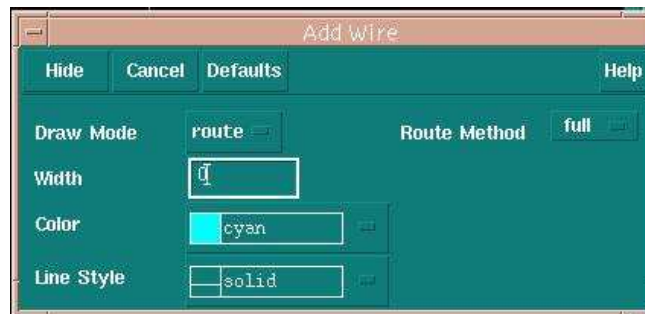 Add Wire
Hide Cancel Defaults Help
Draw Mode route Route Method full
Width 0
Color cyan
Line Style solid